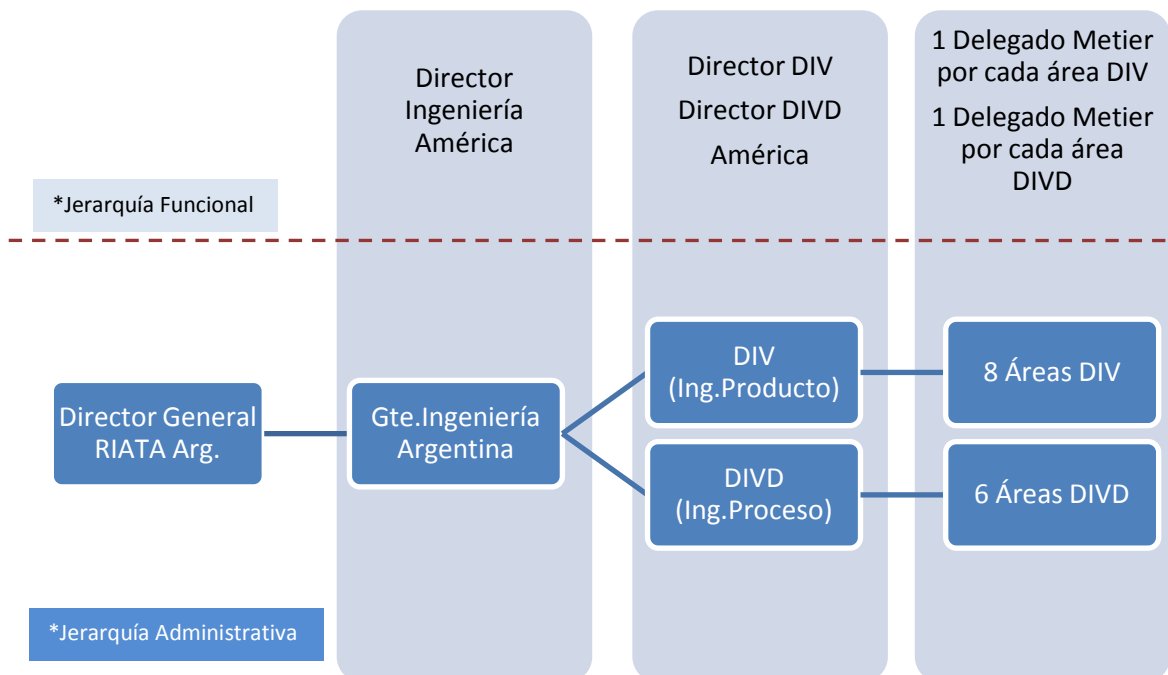 Director
Ingeniería
América
Director DIV
Director DIVD
América
1 Delegado Metier
por cada área DIV
1 Delegado Metier
por cada área
DIVD
*Jerarquía Funcional
Director General
RIATA Arg.
Gte.Ingeniería
Argentina
DIV
(Ing.Producto)
8 Áreas DIV
DIVD
(Ing.Proceso)
6 Áreas DIVD
*Jerarquía Administrativa